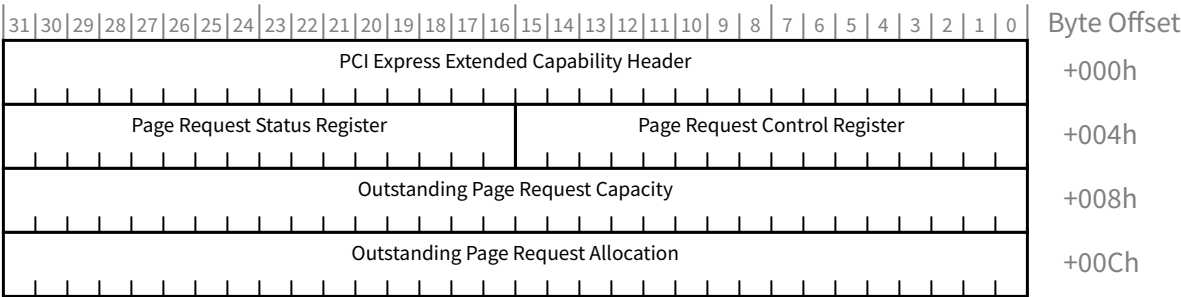 31 30 29 28 27 26 25 24 23 22 21 20 19 18 17 16 15 14 13 12 11 10 9 8 7 6 5 4 3 2 1 0 Byte Offset
PCI Express Extended Capability Header +000h
Page Request Status Register Page Request Control Register +004h
Outstanding Page Request Capacity +008h
Outstanding Page Request Allocation +00Ch